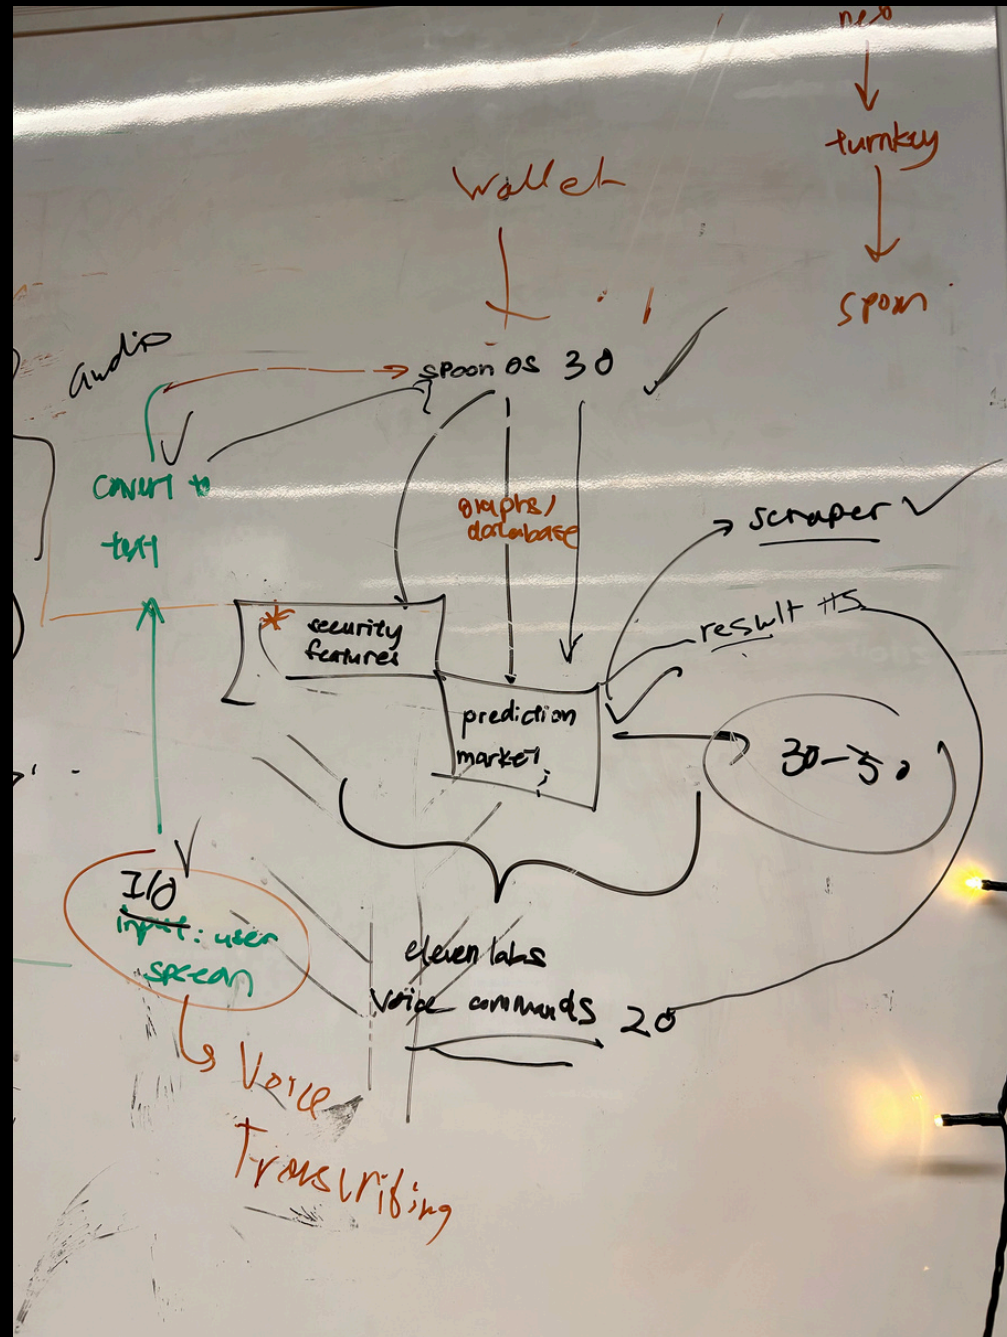 neo
turnkey
spoon
Wallet
audio
spoon OS 30
convert to
text
graphs/
database
scraper
result
* security
features
prediction
market
30-50
I/O
input: user
speech
eleven labs
Voice commands 20
Voice
Transcribing